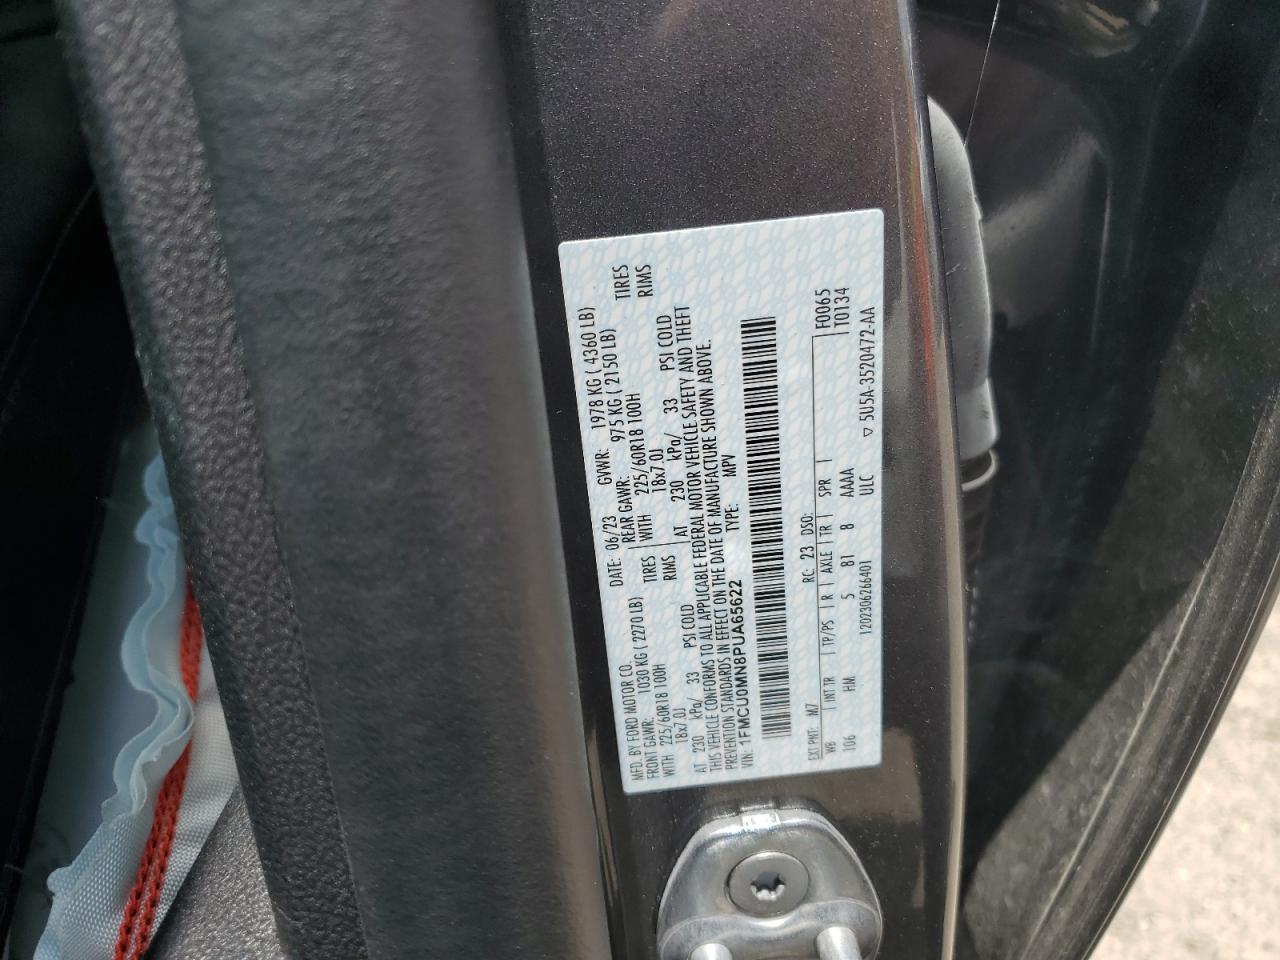 MFD. BY FORD MOTOR CO. DATE: 06/23 GVWR: 1978 KG ( 4360 LB)
FRONT GAWR: 1030 KG ( 2270 LB) REAR GAWR: 975 KG ( 2150 LB)
WITH 225/60R18 100H TIRES WITH 225/60R18 100H TIRES
18x7.0J RIMS 18x7.0J RIMS
AT 230 kPa/ 33 PSI COLD AT 230 kPa/ 33 PSI COLD
THIS VEHICLE CONFORMS TO ALL APPLICABLE FEDERAL MOTOR VEHICLE SAFETY AND THEFT
PREVENTION STANDARDS IN EFFECT ON THE DATE OF MANUFACTURE SHOWN ABOVE.
VIN: 1FMCU0MN8PUA65622 TYPE: MPV
EXT PNT: M7 RC: 23 DSO: F0065
WB INT TR TP/PS R AXLE TR SPR T0134
106 HM 5 81 8 AAAA
1202306266401 ULC ▽ 5U5A-3520472-AA